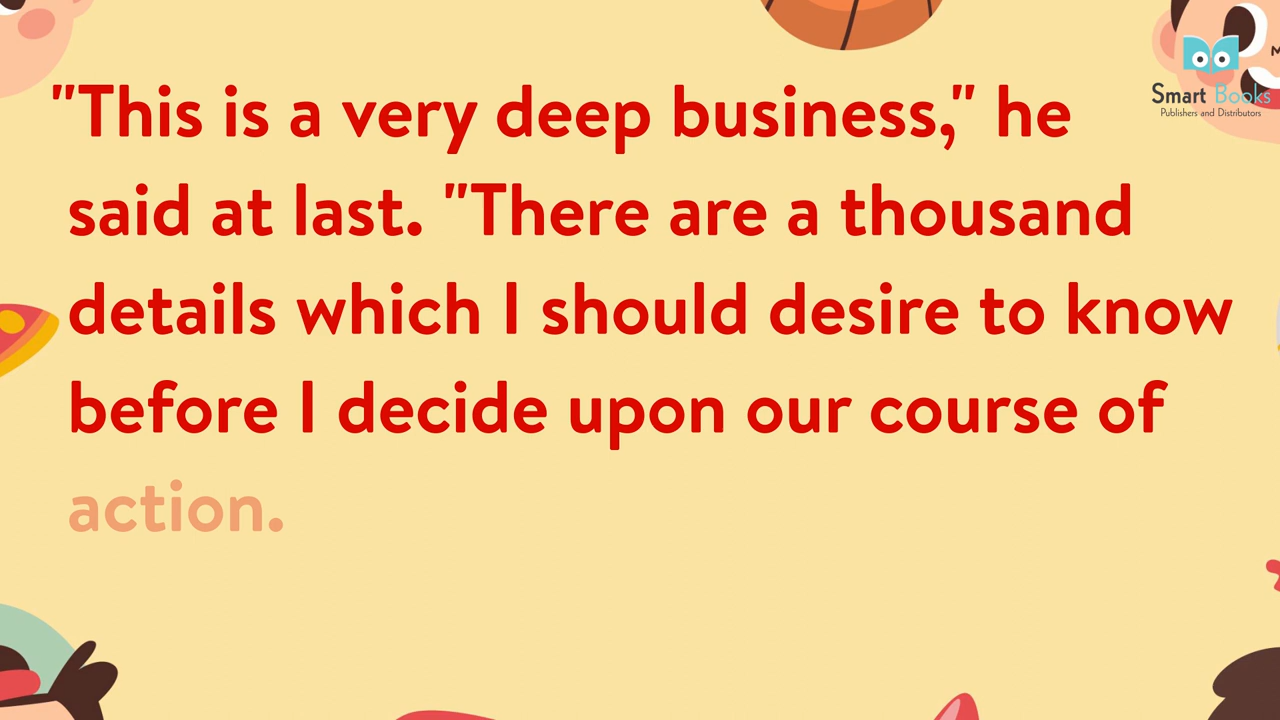 "This is a very deep business," he
said at last. "There are a thousand
details which I should desire to know
before I decide upon our course of
action.
Smart Books
Publishers and Distributors